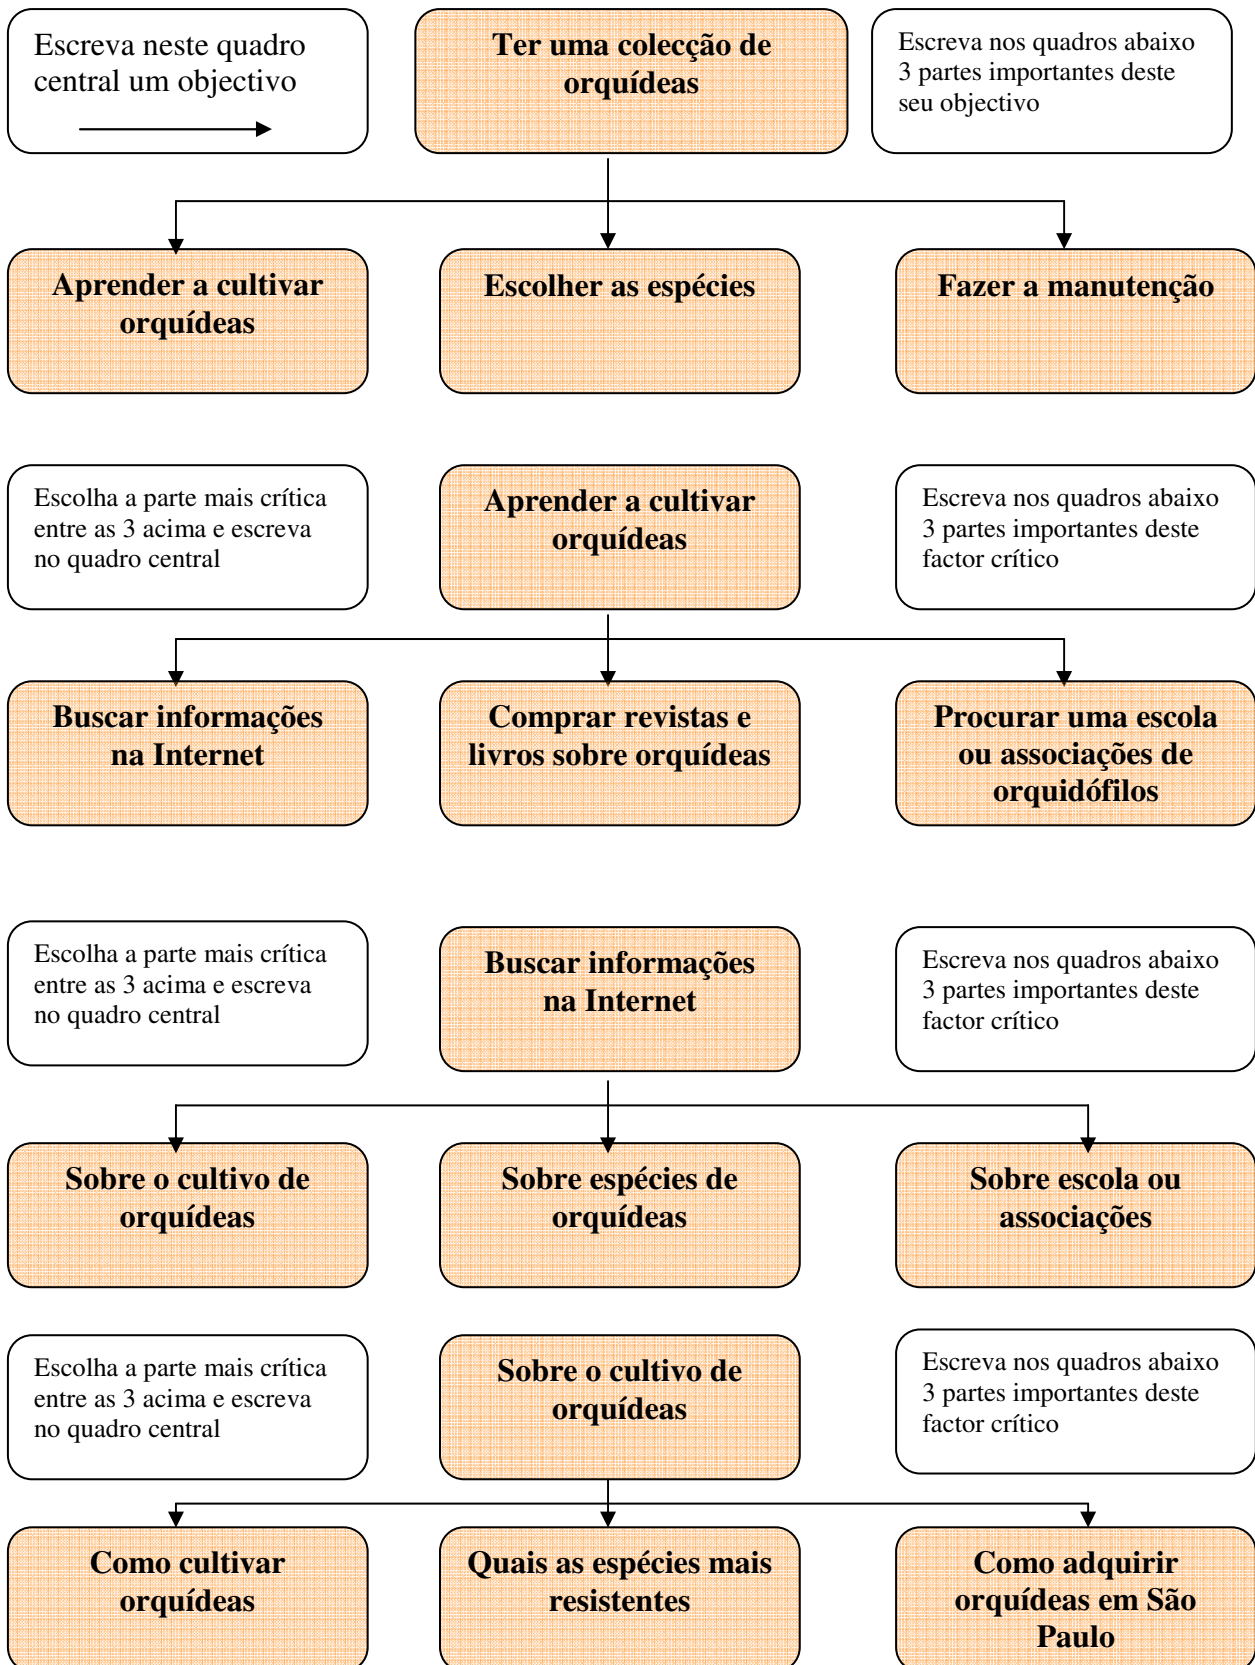 Escreva neste quadro
central um objectivo
Ter uma colecção de
orquídeas
Escreva nos quadros abaixo
3 partes importantes deste
seu objectivo
Aprender a cultivar
orquídeas
Escolher as espécies
Fazer a manutenção
Escolha a parte mais crítica
entre as 3 acima e escreva
no quadro central
Aprender a cultivar
orquídeas
Escreva nos quadros abaixo
3 partes importantes deste
factor crítico
Buscar informações
na Internet
Comprar revistas e
livros sobre orquídeas
Procurar uma escola
ou associações de
orquidófilos
Escolha a parte mais crítica
entre as 3 acima e escreva
no quadro central
Buscar informações
na Internet
Escreva nos quadros abaixo
3 partes importantes deste
factor crítico
Sobre o cultivo de
orquídeas
Sobre espécies de
orquídeas
Sobre escola ou
associações
Escolha a parte mais crítica
entre as 3 acima e escreva
no quadro central
Sobre o cultivo de
orquídeas
Escreva nos quadros abaixo
3 partes importantes deste
factor crítico
Como cultivar
orquídeas
Quais as espécies mais
resistentes
Como adquirir
orquídeas em São
Paulo